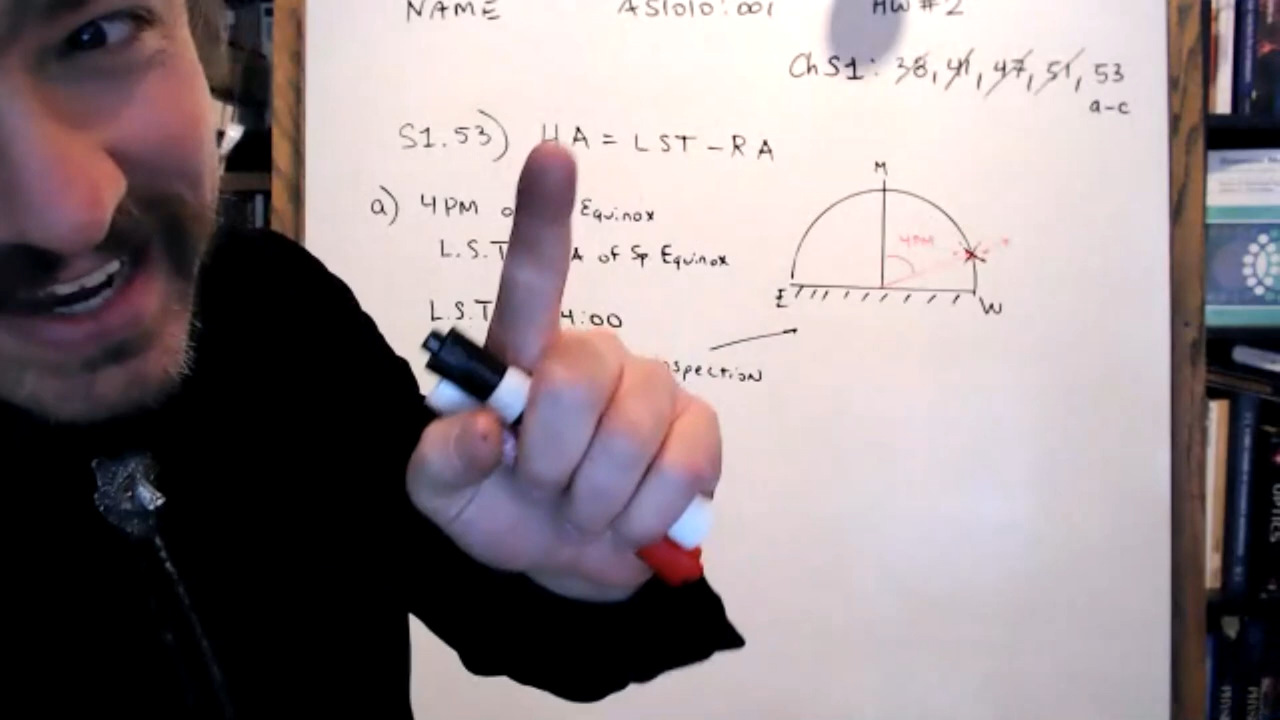 NAME AS1010:001 HW #2
ChS1: 38, 41, 47, 51, 53
a-c
S1.53) HA = LST - RA
a) 4PM Equinox
L.S.T of Sp Equinox
L.S.T 4:00
M
4PM
E
W
OPTICS